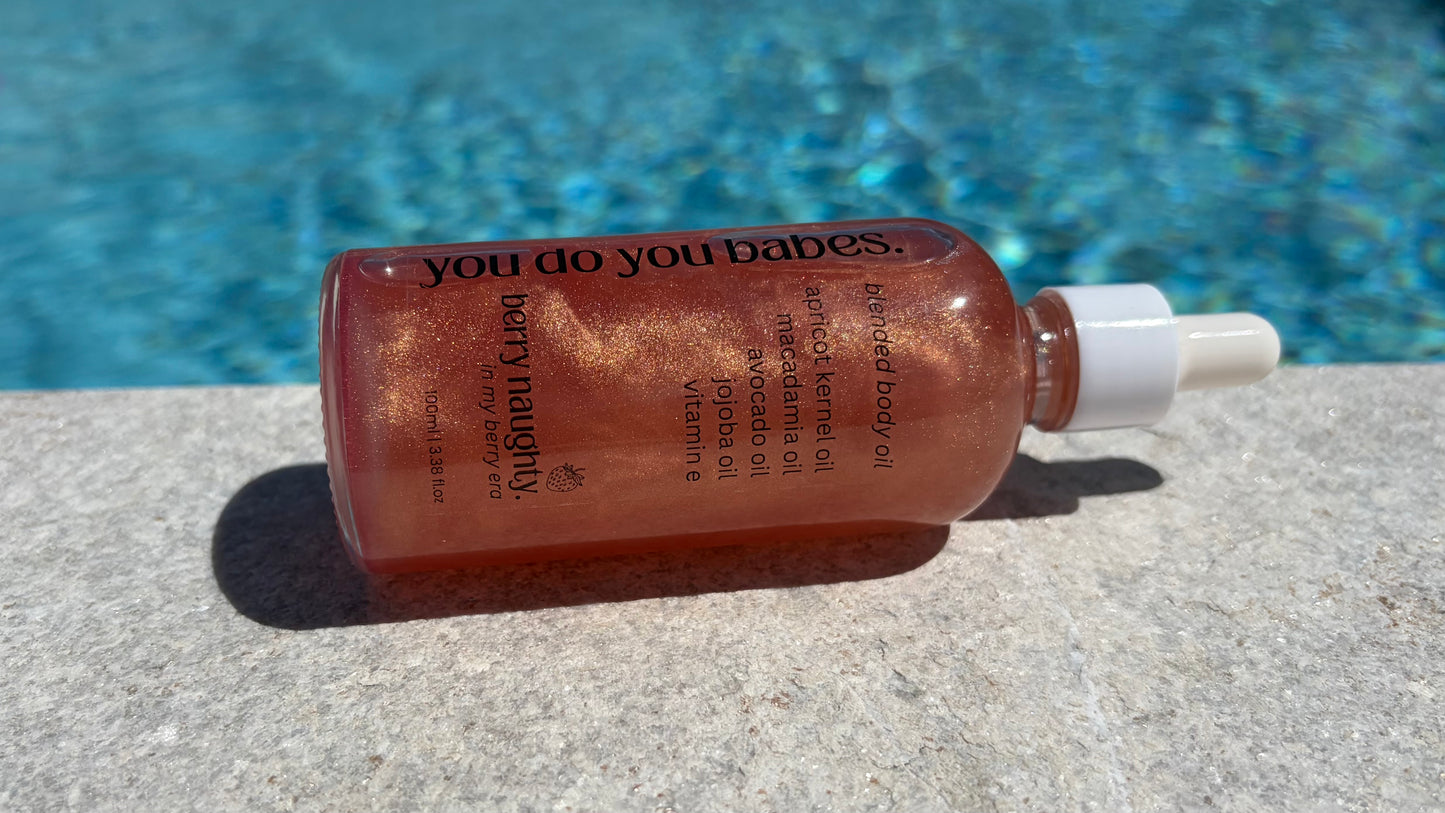 you do you babes.
blended body oil
apricot kernel oil
macadamia oil
avocado oil
jojoba oil
vitamin e
berry naughty.
in my berry era
100ml | 3.38 fl.oz